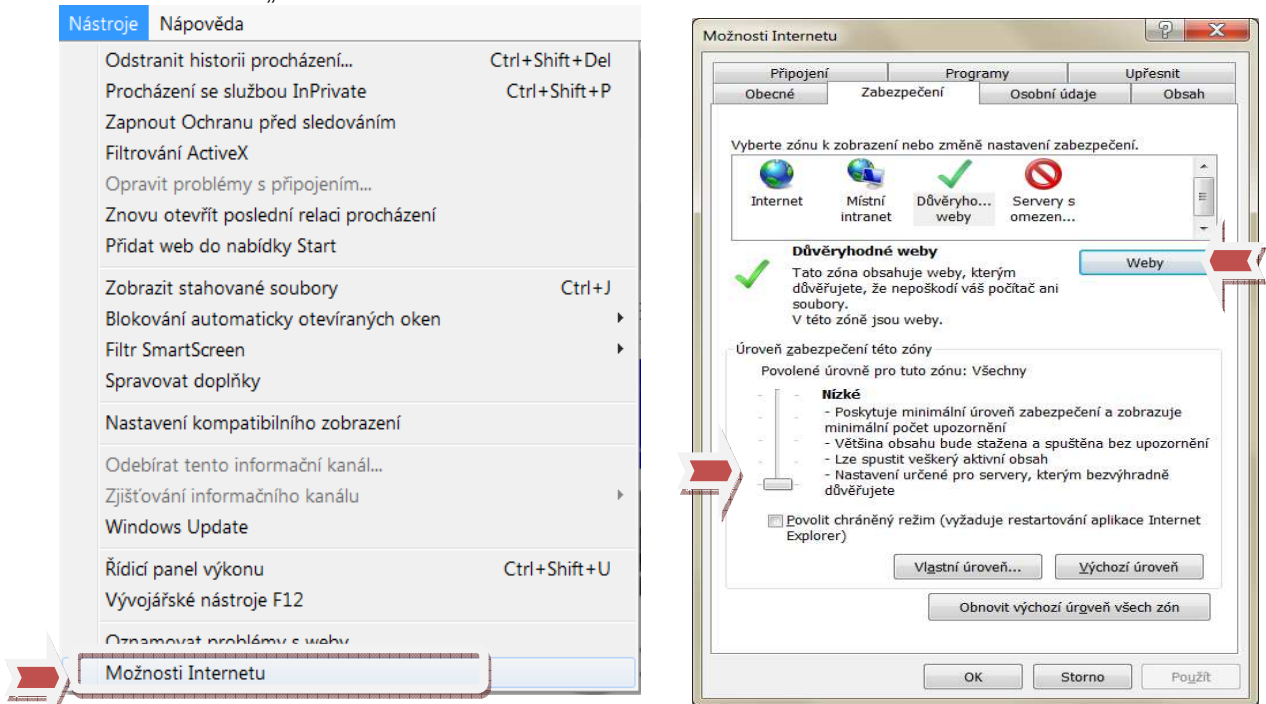 Nástroje Nápověda
Odstranit historii procházení... Ctrl+Shift+Del
Procházení se službou InPrivate Ctrl+Shift+P
Zapnout Ochranu před sledováním
Filtrování ActiveX
Opravit problémy s připojením...
Znovu otevřít poslední relaci procházení
Přidat web do nabídky Start
Zobrazit stahované soubory Ctrl+J
Blokování automaticky otevíraných oken
Filtr SmartScreen
Spravovat doplňky
Nastavení kompatibilního zobrazení
Odebírat tento informační kanál...
Zjišťování informačního kanálu
Windows Update
Řídicí panel výkonu Ctrl+Shift+U
Vývojářské nástroje F12
Oznamovat problémy s weby
Možnosti Internetu
Možnosti Internetu
Připojení Programy Upřesnit
Obecné Zabezpečení Osobní údaje Obsah
Vyberte zónu k zobrazení nebo změně nastavení zabezpečení.
Internet
Místní
intranet
Důvěryho...
weby
Servery s
omezen...
Důvěryhodné weby
Weby
Tato zóna obsahuje weby, kterým
důvěřujete, že nepoškodí váš počítač ani
soubory.
V této zóně jsou weby.
Úroveň zabezpečení této zóny
Povolené úrovně pro tuto zónu: Všechny
Nízké
- Poskytuje minimální úroveň zabezpečení a zobrazuje
minimální počet upozornění
- Většina obsahu bude stažena a spuštěna bez upozornění
- Lze spustit veškerý aktivní obsah
- Nastavení určené pro servery, kterým bezvýhradně
důvěřujete
Povolit chráněný režim (vyžaduje restartování aplikace Internet
Explorer)
Vlastní úroveň... Výchozí úroveň
Obnovit výchozí úroveň všech zón
OK Storno Použít